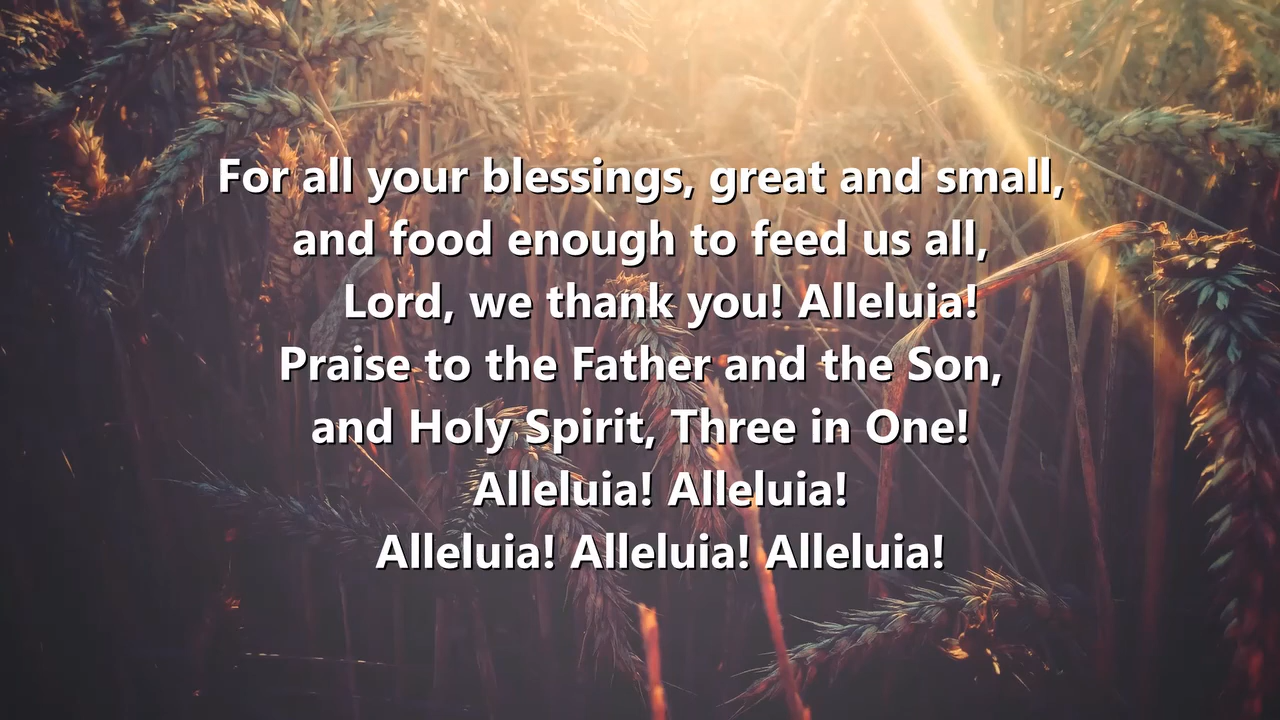 For all your blessings, great and small,
and food enough to feed us all,
Lord, we thank you! Alleluia!
Praise to the Father and the Son,
and Holy Spirit, Three in One!
Alleluia! Alleluia!
Alleluia! Alleluia! Alleluia!